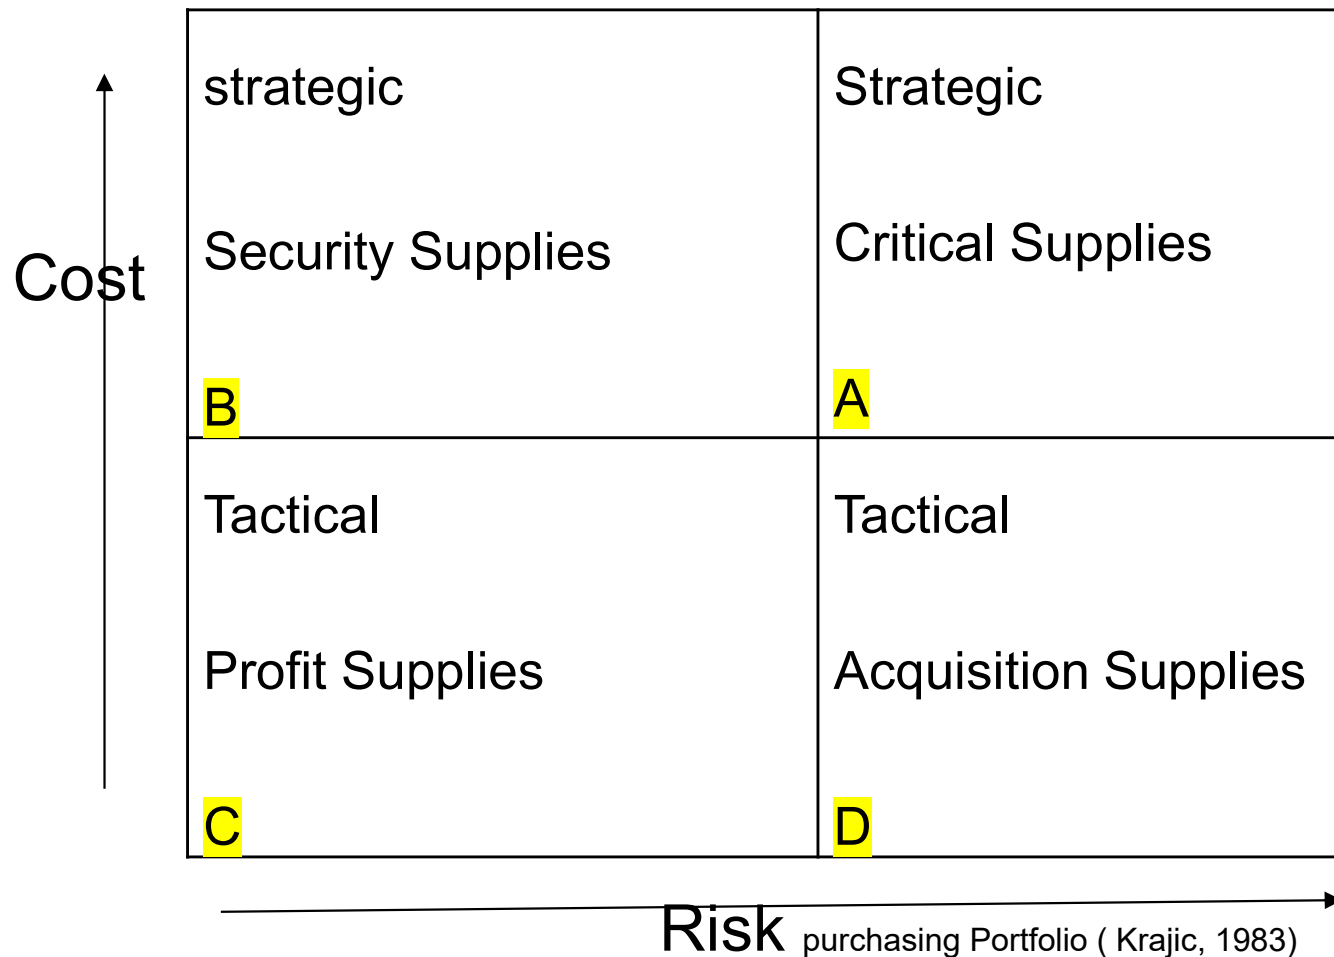 strategic
Strategic
Cost
Security Supplies
Critical Supplies
B
A
Tactical
Tactical
Profit Supplies
Acquisition Supplies
C
D
Risk purchasing Portfolio ( Krajic, 1983)